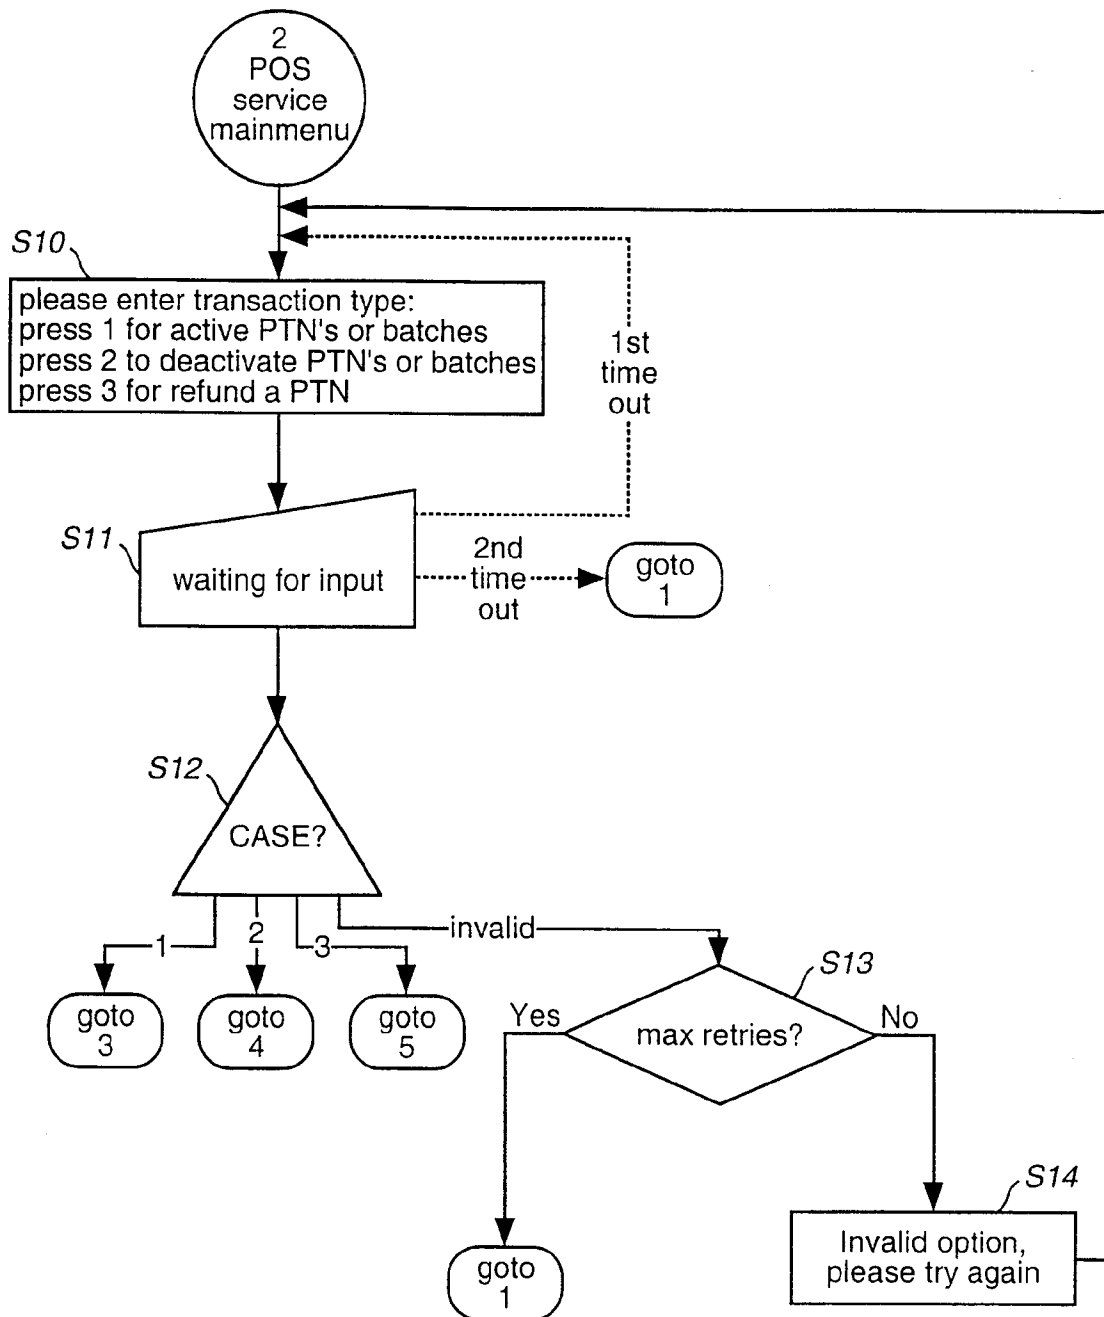 2
POS
service
mainmenu
S10
please enter transaction type:
press 1 for active PTN's or batches
press 2 to deactivate PTN's or batches
press 3 for refund a PTN
1st
time
out
S11
waiting for input
2nd
time
out
goto
1
S12
CASE?
1
2
3
invalid
goto
3
goto
4
goto
5
S13
max retries?
Yes
No
goto
1
S14
Invalid option,
please try again